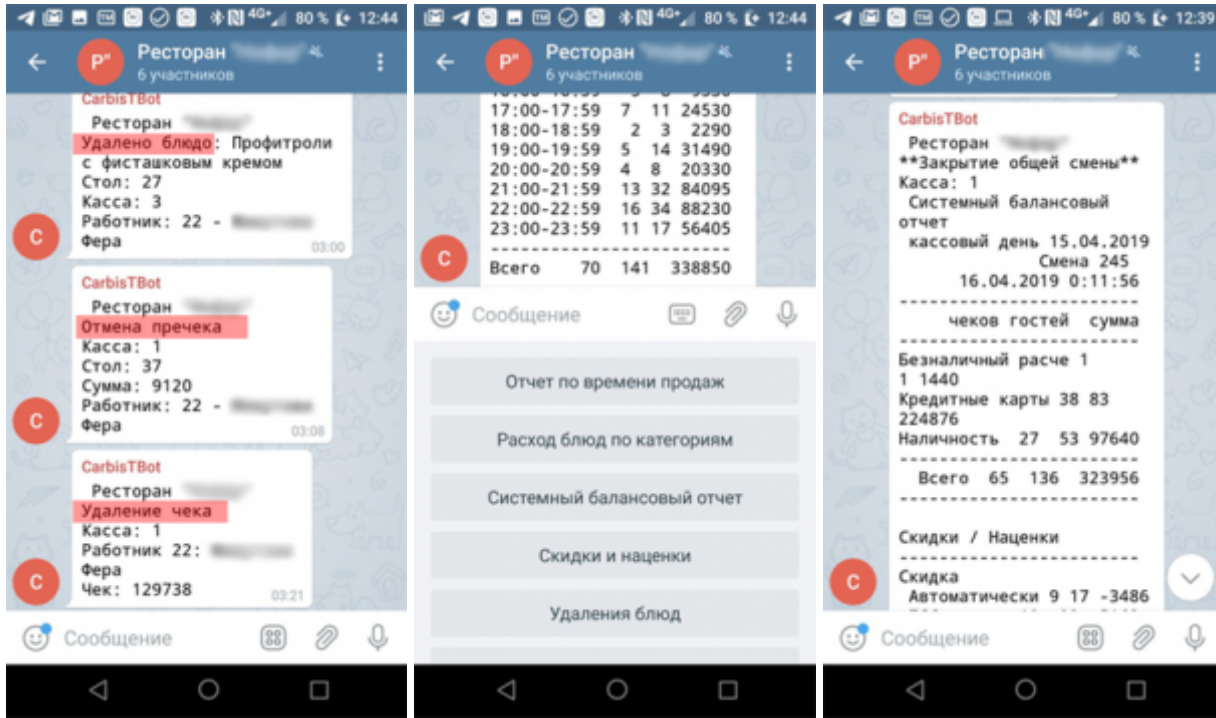 80 % 12:44
Ресторан
6 участников
CarbisTBot
Ресторан
Удалено блюдо: Профитроли
с фисташковым кремом
Стол: 27
Касса: 3
Работник: 22 -
Фера
03:00
CarbisTBot
Ресторан
Отмена пречека
Касса: 1
Стол: 37
Сумма: 9120
Работник: 22 -
Фера
03:08
CarbisTBot
Ресторан
Удаление чека
Касса: 1
Работник 22:
Фера
Чек: 129738
03:21
Сообщение
4G+ 80 % 12:44
Ресторан
6 участников
17:00-17:59 7 11 24530
18:00-18:59 2 3 2290
19:00-19:59 5 14 31490
20:00-20:59 4 8 20330
21:00-21:59 13 32 84095
22:00-22:59 16 34 88230
23:00-23:59 11 17 56405
-------------------------
Всего 70 141 338850
Сообщение
Отчет по времени продаж
Расход блюд по категориям
Системный балансовый отчет
Скидки и наценки
Удаления блюд
4G+ 80 % 12:39
Ресторан
6 участников
CarbisTBot
Ресторан
**Закрытие общей смены**
Касса: 1
Системный балансовый
отчет
кассовый день 15.04.2019
Смена 245
16.04.2019 0:11:56
-------------------------
чеков гостей сумма
-------------------------
Безналичный расче 1
1 1440
Кредитные карты 38 83
224876
Наличность 27 53 97640
-------------------------
Всего 65 136 323956
-------------------------
Скидки / Наценки
-------------------------
Скидка
Автоматически 9 17 -3486
Сообщение